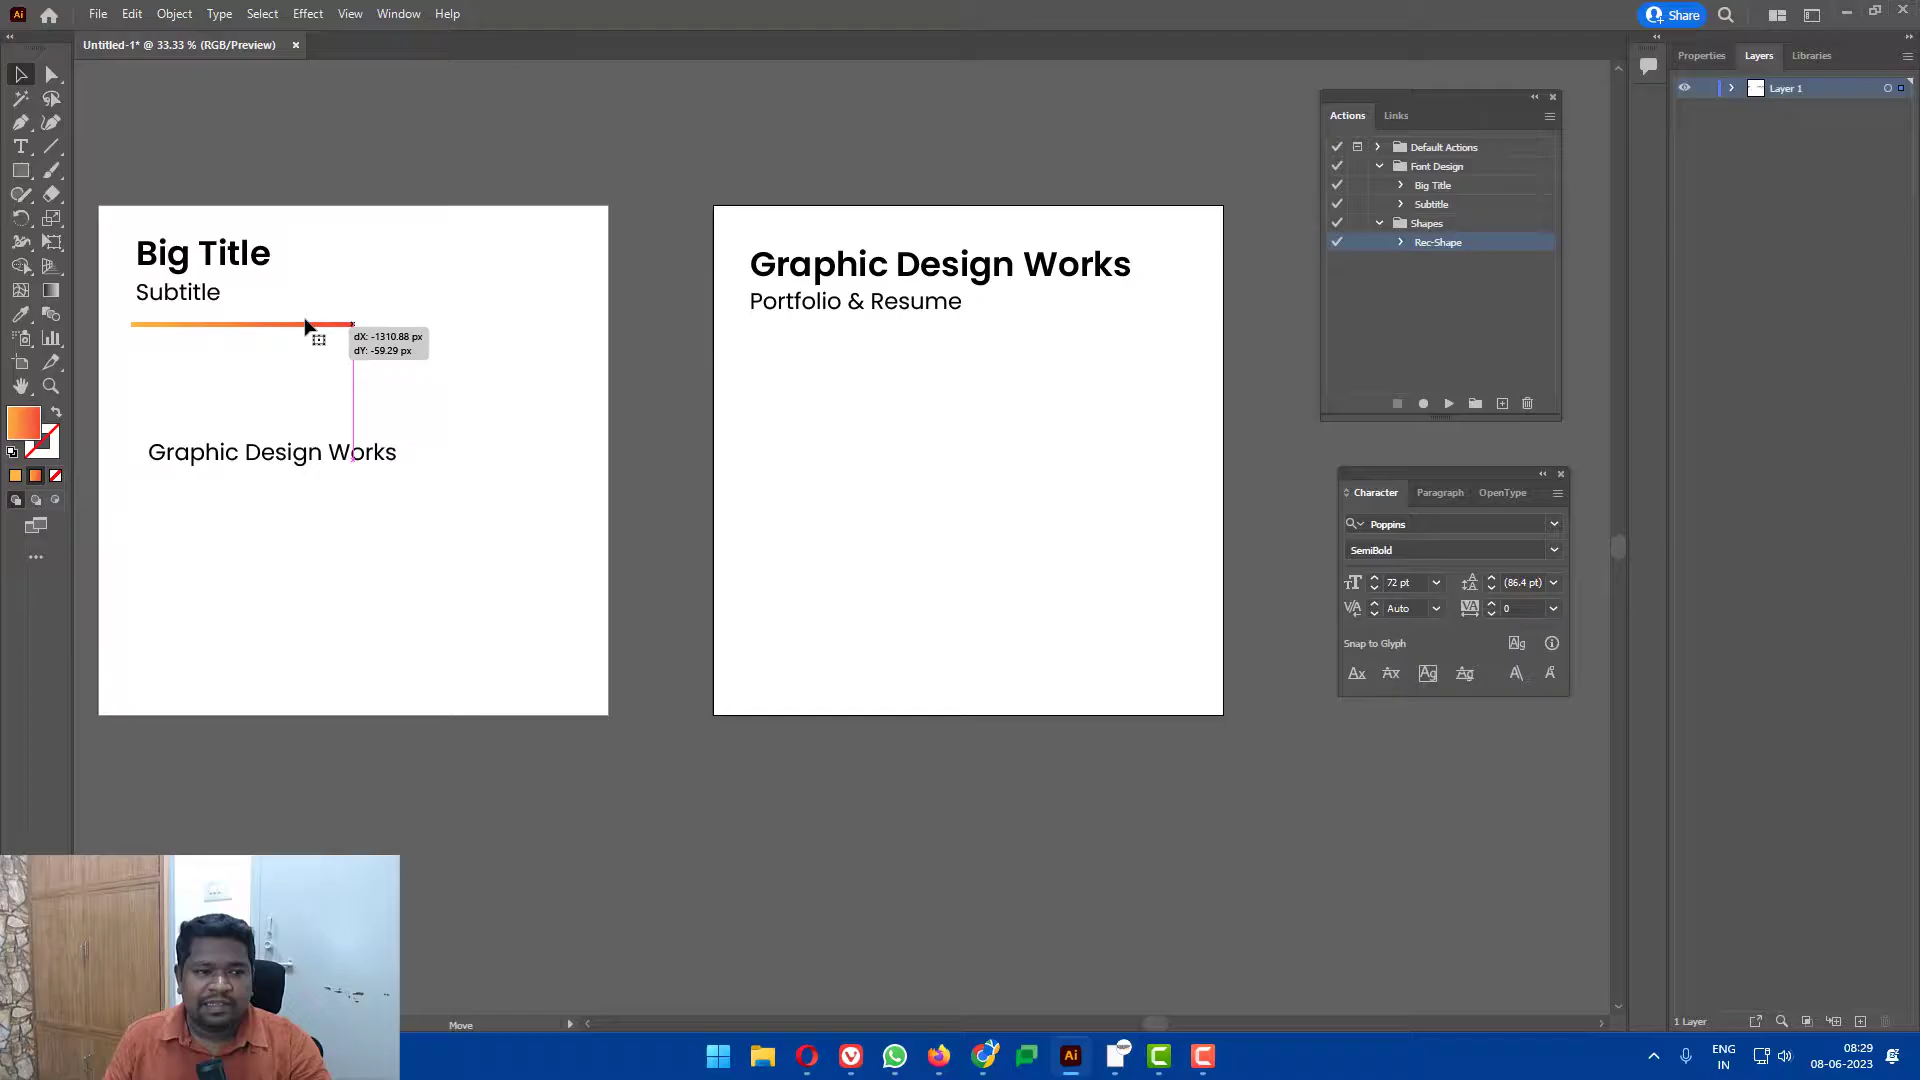 File Edit Object Type Select Effect View Window Help
Share
Untitled-1* @ 33.33 % (RGB/Preview)
Properties Layers Libraries
Layer 1
Actions Links
Default Actions
Font Design
Big Title
Subtitle
Shapes
Rec-Shape
Big Title
Subtitle
dX: -1310.88 px
dY: -59.29 px
Graphic Design Works
Graphic Design Works
Portfolio & Resume
Character Paragraph OpenType
Poppins
SemiBold
72 pt (86.4 pt)
Auto 0
Snap to Glyph
Move
1 Layer
ENG
IN
08:29
08-06-2023